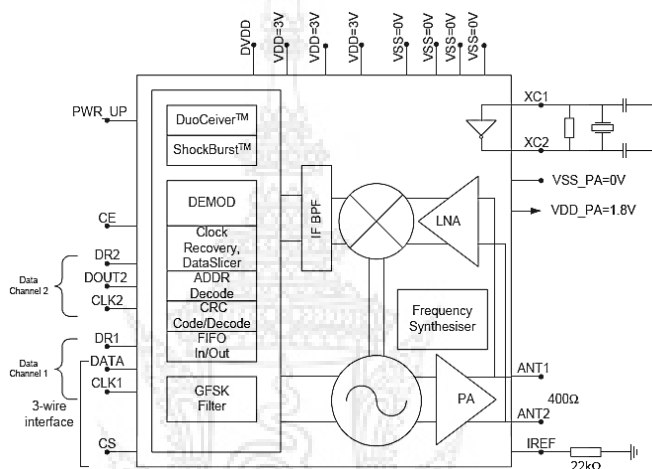 DVDD
VDD=3V
VDD=3V
VDD=3V
VSS=0V
VSS=0V
VSS=0V
VSS=0V
PWR_UP
DuoCeiver™
ShockBurst™
XC1
XC2
VSS_PA=0V
VDD_PA=1.8V
DEMOD
IF BPF
LNA
CE
Clock
Recovery,
DataSlicer
DR2
Data
Channel 2
DOUT2
ADDR
Decode
CLK2
CRC
Code/Decode
Frequency
Synthesiser
DR1
FIFO
In/Out
Data
Channel 1
DATA
CLK1
3-wire
interface
GFSK
Filter
PA
ANT1
400Ω
ANT2
CS
IREF
22kΩ